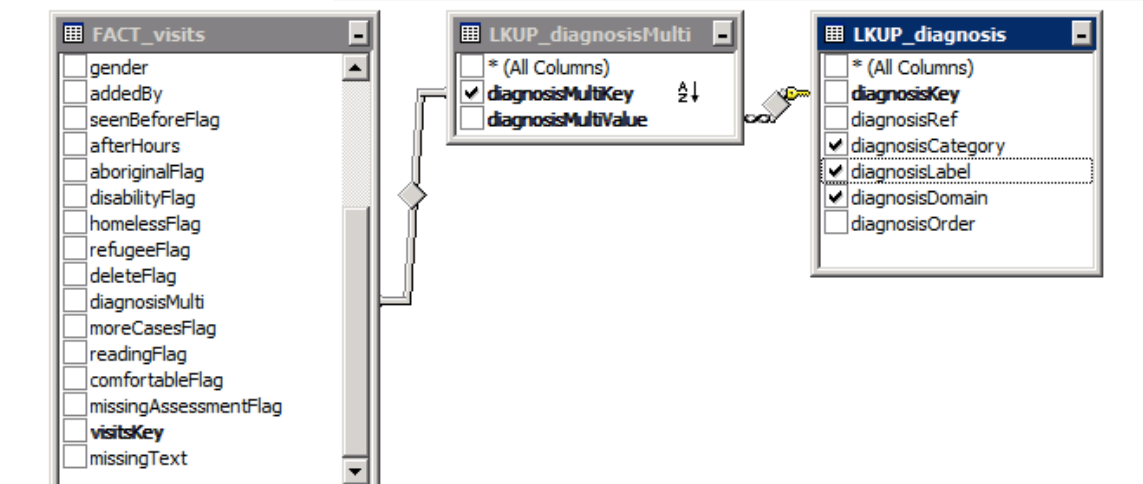 FACT_visits
gender
addedBy
seenBeforeFlag
afterHours
aboriginalFlag
disabilityFlag
homelessFlag
refugeeFlag
deleteFlag
diagnosisMulti
moreCasesFlag
readingFlag
comfortableFlag
missingAssessmentFlag
visitsKey
missingText
LKUP_diagnosisMulti
* (All Columns)
diagnosisMultiKey
diagnosisMultiValue
LKUP_diagnosis
* (All Columns)
diagnosisKey
diagnosisRef
diagnosisCategory
diagnosisLabel
diagnosisDomain
diagnosisOrder